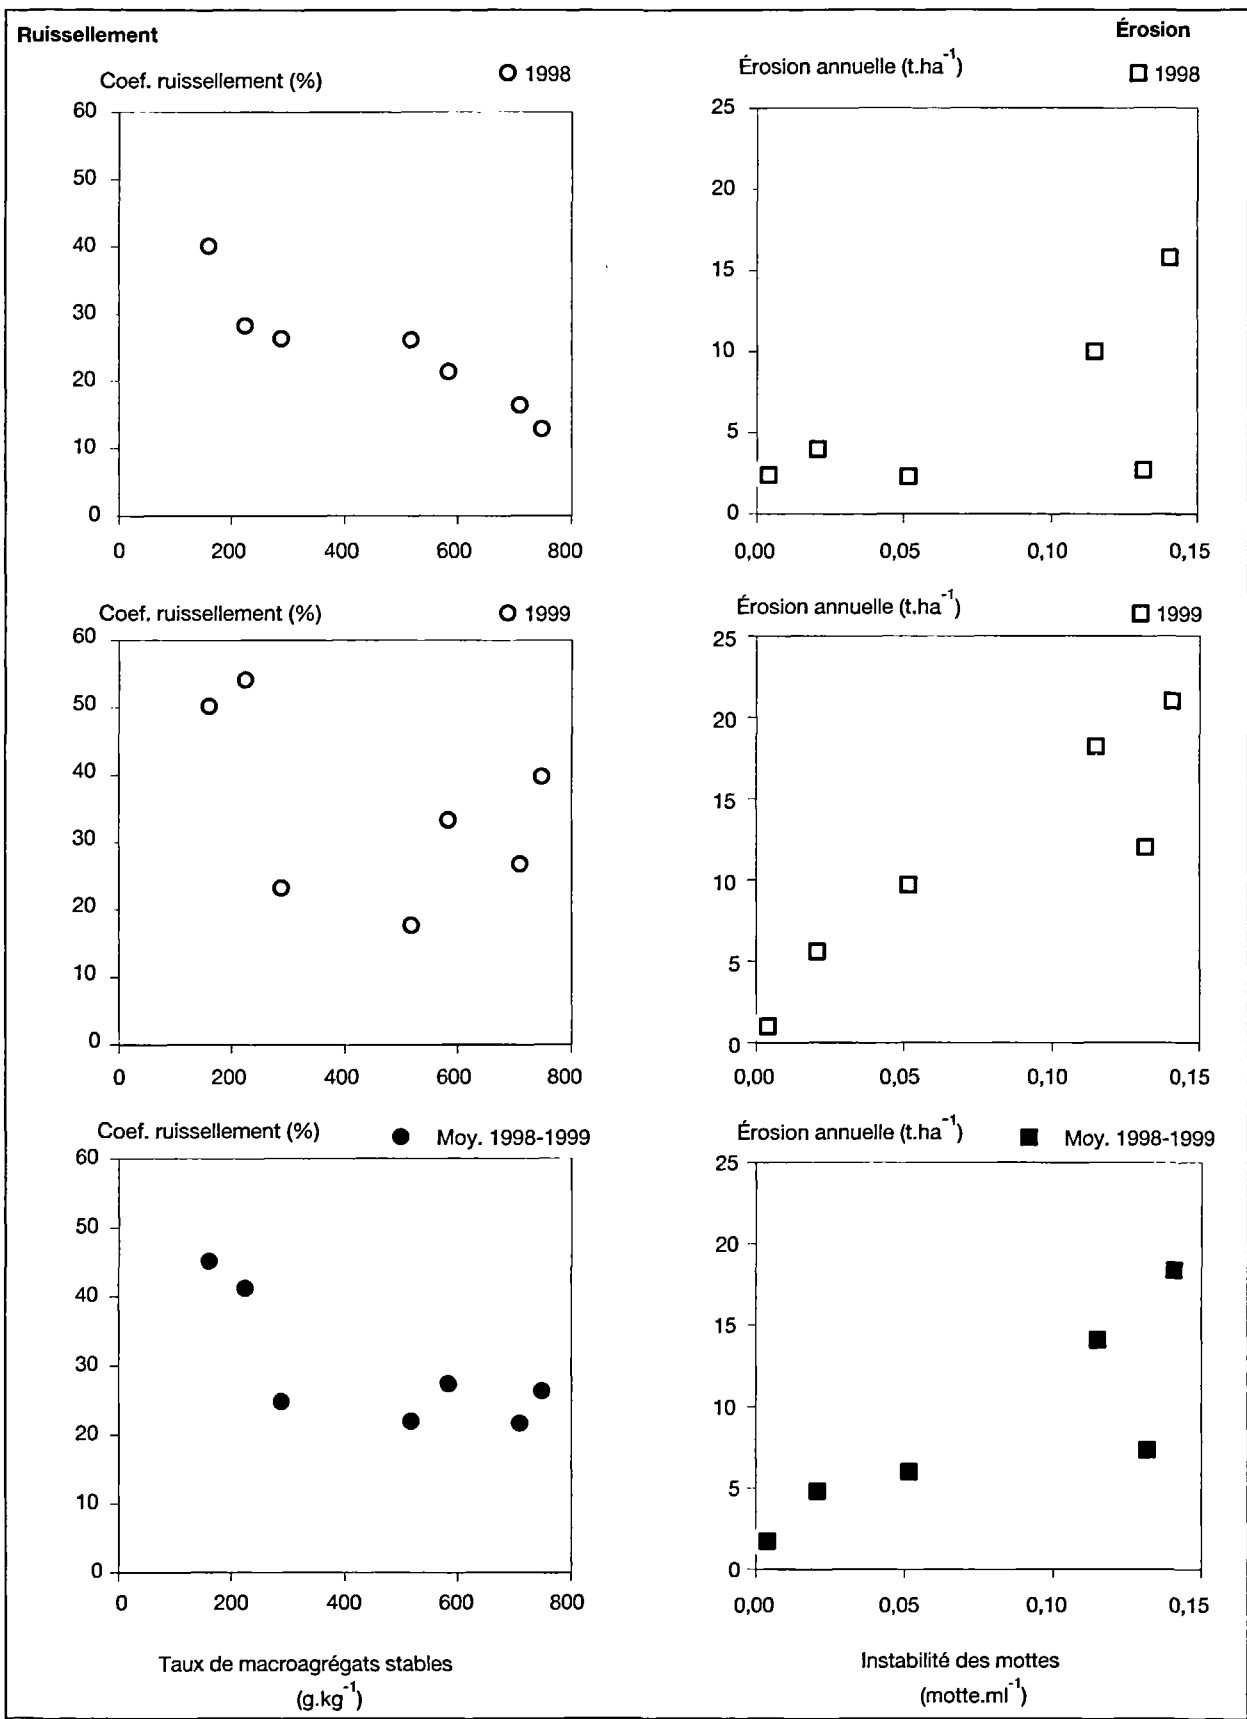 Ruissellement
Érosion
Coef. ruissellement (%)
1998
60
50
40
30
20
10
0
0 200 400 600 800
Érosion annuelle (t.ha⁻¹)
1998
25
20
15
10
5
0
0,00 0,05 0,10 0,15
Coef. ruissellement (%)
1999
60
50
40
30
20
10
0
0 200 400 600 800
Érosion annuelle (t.ha⁻¹)
1999
25
20
15
10
5
0
0,00 0,05 0,10 0,15
Coef. ruissellement (%)
Moy. 1998-1999
60
50
40
30
20
10
0
0 200 400 600 800
Taux de macroagrégats stables
(g.kg⁻¹)
Érosion annuelle (t.ha⁻¹)
Moy. 1998-1999
25
20
15
10
5
0
0,00 0,05 0,10 0,15
Instabilité des mottes
(motte.ml⁻¹)